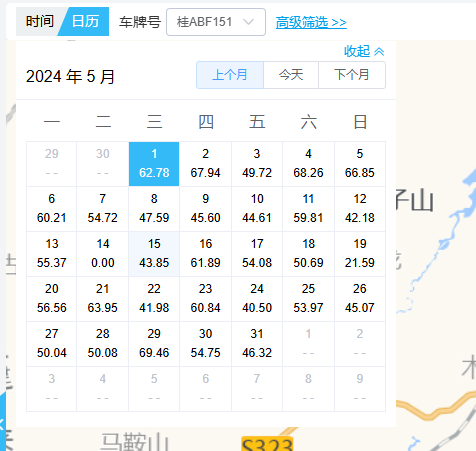 时间 日历 车牌号 桂ABF151 高级筛选 >>
收起
2024 年 5 月 上个月 今天 下个月
一 二 三 四 五 六 日
29 30 1 2 3 4 5
-- -- 62.78 67.94 49.72 68.26 66.85
6 7 8 9 10 11 12
60.21 54.72 47.59 45.60 44.61 59.81 42.18
子山
13 14 15 16 17 18 19
55.37 0.00 43.85 61.89 54.08 50.69 21.59
20 21 22 23 24 25 26
56.56 63.95 41.98 60.84 40.50 53.97 45.07
27 28 29 30 31 1 2
50.04 50.08 69.46 54.75 46.32 -- --
3 4 5 6 7 8 9
-- -- -- -- -- -- --
木
马鞍山 S323